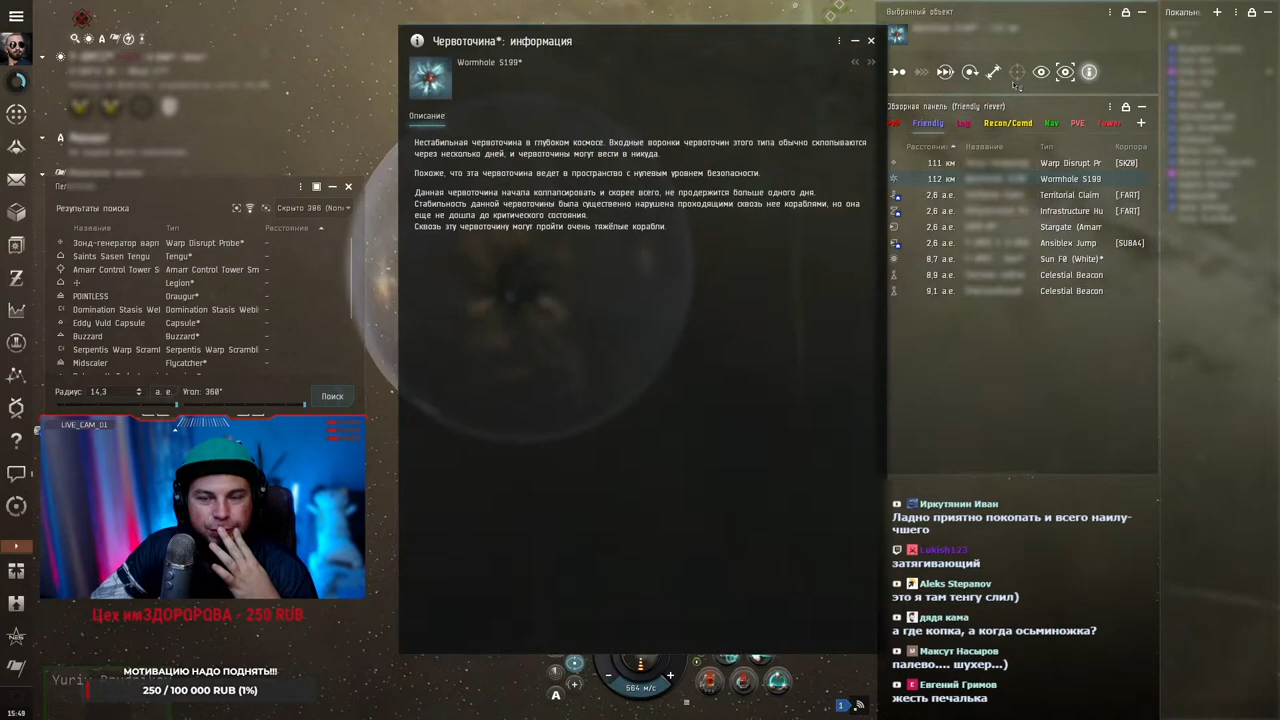 Червоточина*: информация
Wormhole S199*
Описание
Нестабильная червоточина в глубоком космосе. Входные воронки червоточин этого типа обычно схлопываются
через несколько дней, и червоточины могут вести в никуда.
Похоже, что эта червоточина ведет в пространство с нулевым уровнем безопасности.
Данная червоточина начала коллапсировать и скорее всего, не продержится больше одного дня.
Стабильность данной червоточины была существенно нарушена проходящими сквозь нее кораблями, но она
еще не дошла до критического состояния.
Сквозь эту червоточину могут пройти очень тяжёлые корабли.
Результаты поиска
Скрыто 386
Название Тип Расстояние
Зонд-генератор варп Warp Disrupt Probe* -
Saints Sasen Tengu Tengu* -
Amarr Control Tower S Amarr Control Tower Sm -
Legion* -
POINTLESS Draugur* -
Domination Stasis Webi Domination Stasis Webi -
Eddy Vuld Capsule Capsule* -
Buzzard Buzzard* -
Serpentis Warp Scraml Serpentis Warp Scramb -
Midscaler Flycatcher* -
Радиус: 14,3 а. е. Угол: 360°
Поиск
LIVE_CAM_01
Цех имЗДОРОРОВА - 250 RUB
МОТИВАЦИЮ НАДО ПОДНЯТЬ!!!
250 / 100 000 RUB (1%)
15:49
564 м/с
A
1
Выбранный объект
Обзорная панель (friendly riever)
Friendly Recon/Comd Nav PVE
Расстояни Название Тип Корпора
111 км Warp Disrupt Pr [SKZ0]
112 км Wormhole S199
2,6 а.е. Territorial Claim [FART]
2,6 а.е. Infrastructure Hu [FART]
2,6 а.е. Stargate (Amarr
2,6 а.е. Ansiblex Jump [SUBA4]
8,7 а.е. Sun F0 (White)*
8,9 а.е. Celestial Beacon
9,1 а.е. Celestial Beacon
Иркутянин Иван
Ладно приятно покопать и всего наилу-
чшего
Lukish123
затягивающий
Aleks Stepanov
это я там тенгу слил)
дядя кама
а где копка, а когда осьминожка?
Максут Насыров
палево.... шухер...)
Евгений Гримов
жесть печалька